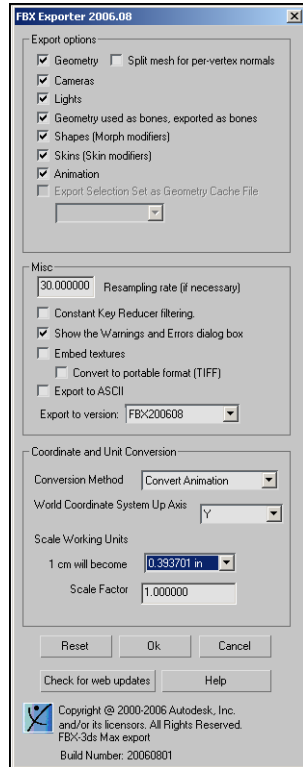 FBX Exporter 2006.08
Export options
Geometry Split mesh for per-vertex normals
Cameras
Lights
Geometry used as bones, exported as bones
Shapes (Morph modifiers)
Skins (Skin modifiers)
Animation
Export Selection Set as Geometry Cache File
Misc
30.000000 Resampling rate (if necessary)
Constant Key Reducer filtering.
Show the Warnings and Errors dialog box
Embed textures
Convert to portable format (TIFF)
Export to ASCII
Export to version: FBX200608
Coordinate and Unit Conversion
Conversion Method Convert Animation
World Coordinate System Up Axis Y
Scale Working Units
1 cm will become 0.393701 in
Scale Factor 1.000000
Reset Ok Cancel
Check for web updates Help
Copyright @ 2000-2006 Autodesk, Inc.
and/or its licensors. All Rights Reserved.
FBX-3ds Max export
Build Number: 20060801